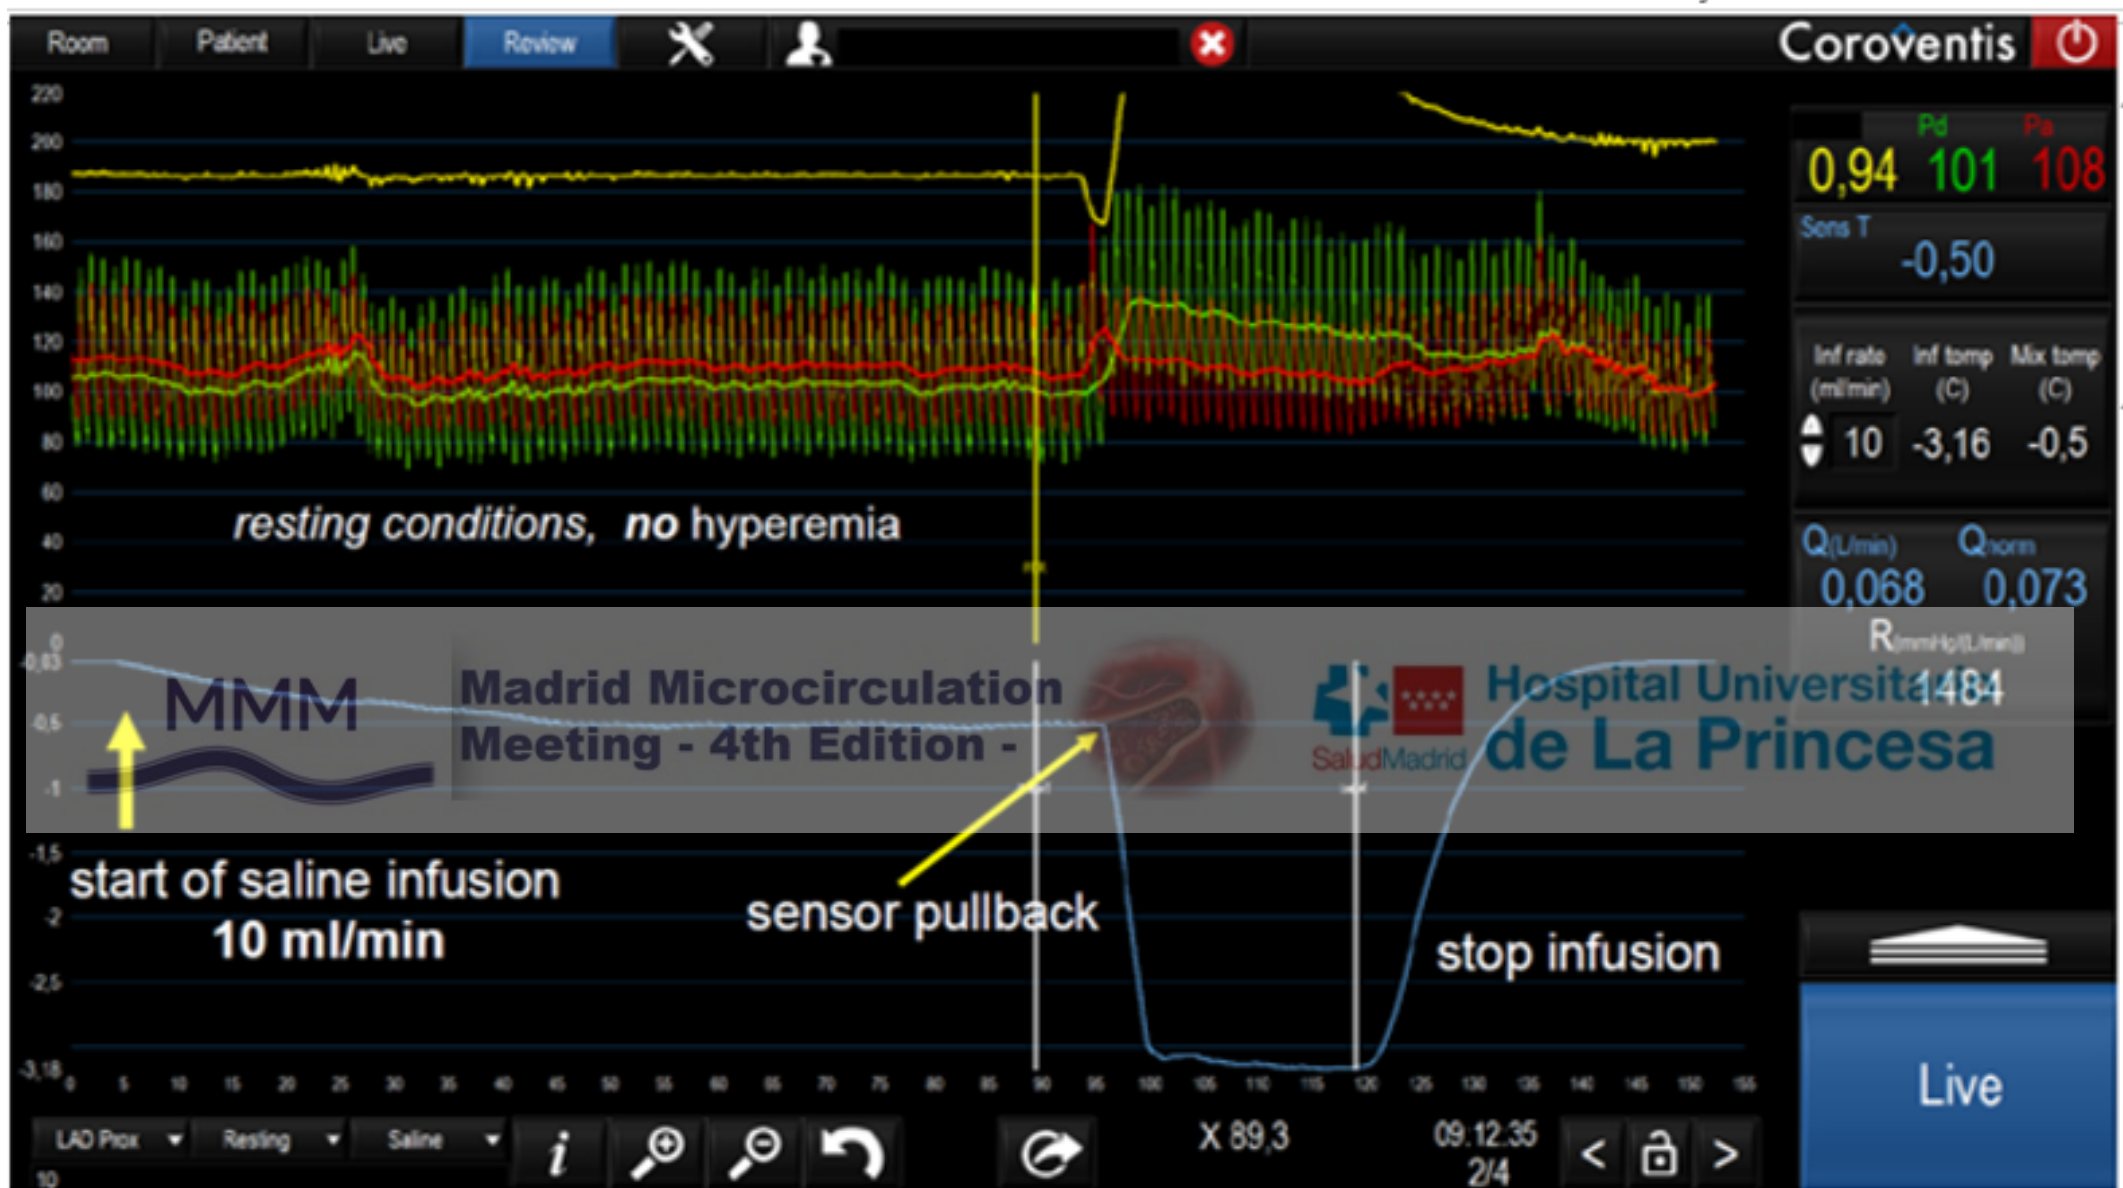 Room Patient Live Review Coroventis
220
200
180
160
140
120
100
80
60
40
20
0
Pd Pa
0,94 101 108
Sens T
-0,50
Inf rate Inf temp Mix temp
(ml/min) (C) (C)
10 -3,16 -0,5
Q(L/min) Qnorm
0,068 0,073
R(mmHg/(L/min))
1484
resting conditions, no hyperemia
MMM
Madrid Microcirculation
Meeting - 4th Edition -
SaludMadrid
Hospital Universitario
de La Princesa
-0,5
-1
-1,5
-2
-2,5
-3,18
start of saline infusion
10 ml/min
sensor pullback
stop infusion
0 5 10 15 20 25 30 35 40 45 50 55 60 65 70 75 80 85 90 95 100 105 110 115 120 125 130 135 140 145 150 155
Live
LAD Prox Resting Saline i X 89,3 09.12.35 < >
2/4
10